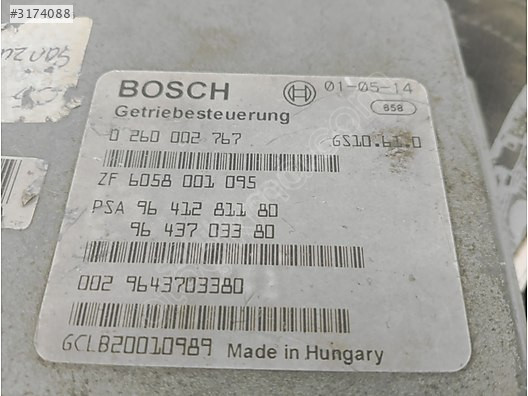 #3174088
BOSCH
01-05-14
Getriebesteuerung
858
0 260 002 767
GS10.61.0
ZF 6058 001 095
PSA 96 412 811 80
96 437 033 80
002 9643703380
GCLB20010989 Made in Hungary